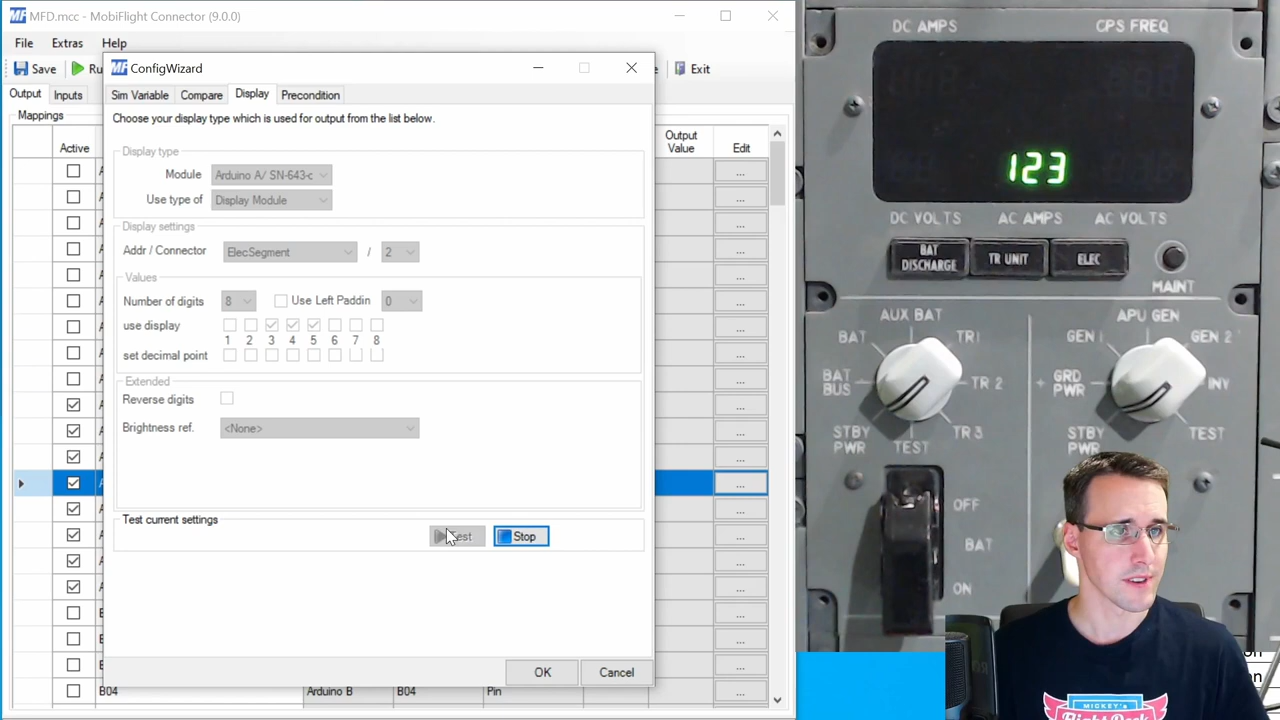 MFD.mcc - MobiFlight Connector (9.0.0)
File Extras Help
Save Ru Exit
Output Inputs
Mappings
Active
Output Value
Edit
ConfigWizard
Sim Variable Compare Display Precondition
Choose your display type which is used for output from the list below.
Display type
Module Arduino A/ SN-643-c
Use type of Display Module
Display settings
Addr / Connector ElecSegment / 2
Values
Number of digits 8 Use Left Paddin 0
use display
1 2 3 4 5 6 7 8
set decimal point
Extended
Reverse digits
Brightness ref. <None>
Test current settings
Stop
OK Cancel
B04 Arduino B B04 Pin
DC AMPS CPS FREQ
123
DC VOLTS AC AMPS AC VOLTS
BAT DISCHARGE TR UNIT ELEC
MAINT
AUX BAT
BAT TR1
BAT BUS TR 2
STBY PWR TEST TR 3
APU GEN
GEN 1 GEN 2
GRD PWR INV
STBY PWR TEST
OFF
BAT
ON
MICKEY's
FlightDeck